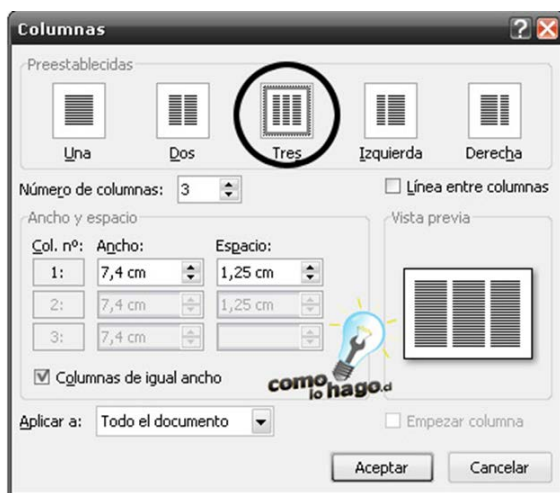 Columnas
Preestablecidas
Una Dos Tres Izquierda Derecha
Número de columnas: 3
Línea entre columnas
Ancho y espacio
Vista previa
Col. nº: Ancho: Espacio:
1: 7,4 cm 1,25 cm
2: 7,4 cm 1,25 cm
3: 7,4 cm
Columnas de igual ancho
como
lo hago.cl
Aplicar a: Todo el documento
Empezar columna
Aceptar Cancelar